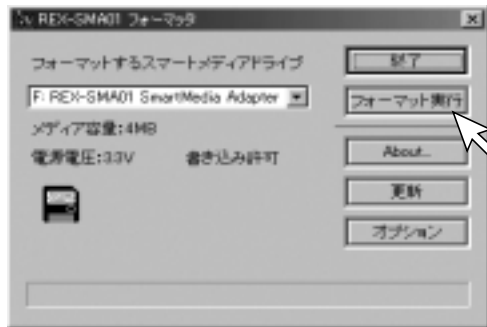 REX-SMA01 フォーマッタ
フォーマットするスマートメディアドライブ
F: REX-SMA01 SmartMedia Adapter
メディア容量:4MB
電源電圧:3.3V
書き込み許可
終了
フォーマット実行
About...
更新
オプション